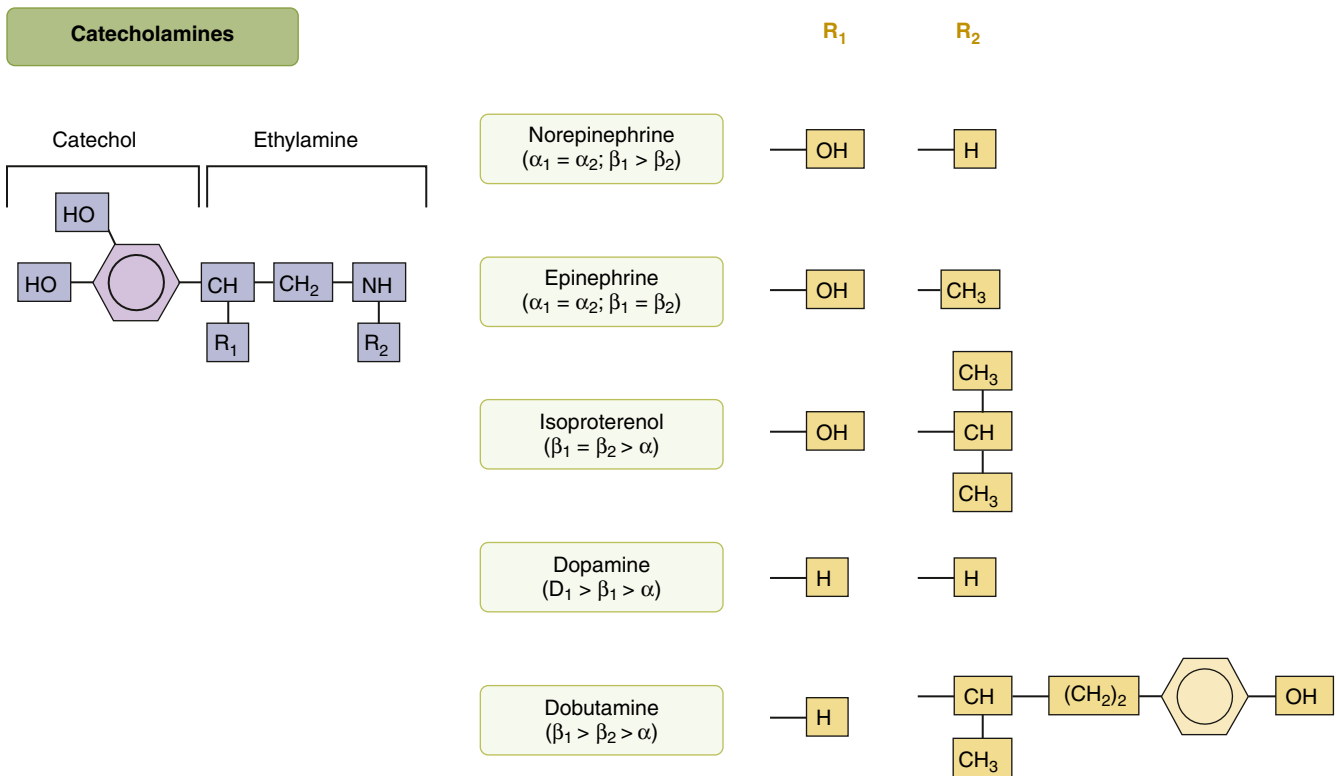 Catecholamines
R₁ R₂
Catechol Ethylamine
HO
HO CH CH₂ NH
R₁ R₂
Norepinephrine
(α₁ = α₂; β₁ > β₂)
OH H
Epinephrine
(α₁ = α₂; β₁ = β₂)
OH CH₃
Isoproterenol
(β₁ = β₂ > α)
OH
CH₃
CH
CH₃
Dopamine
(D₁ > β₁ > α)
H H
Dobutamine
(β₁ > β₂ > α)
H
CH (CH₂)₂ OH
CH₃